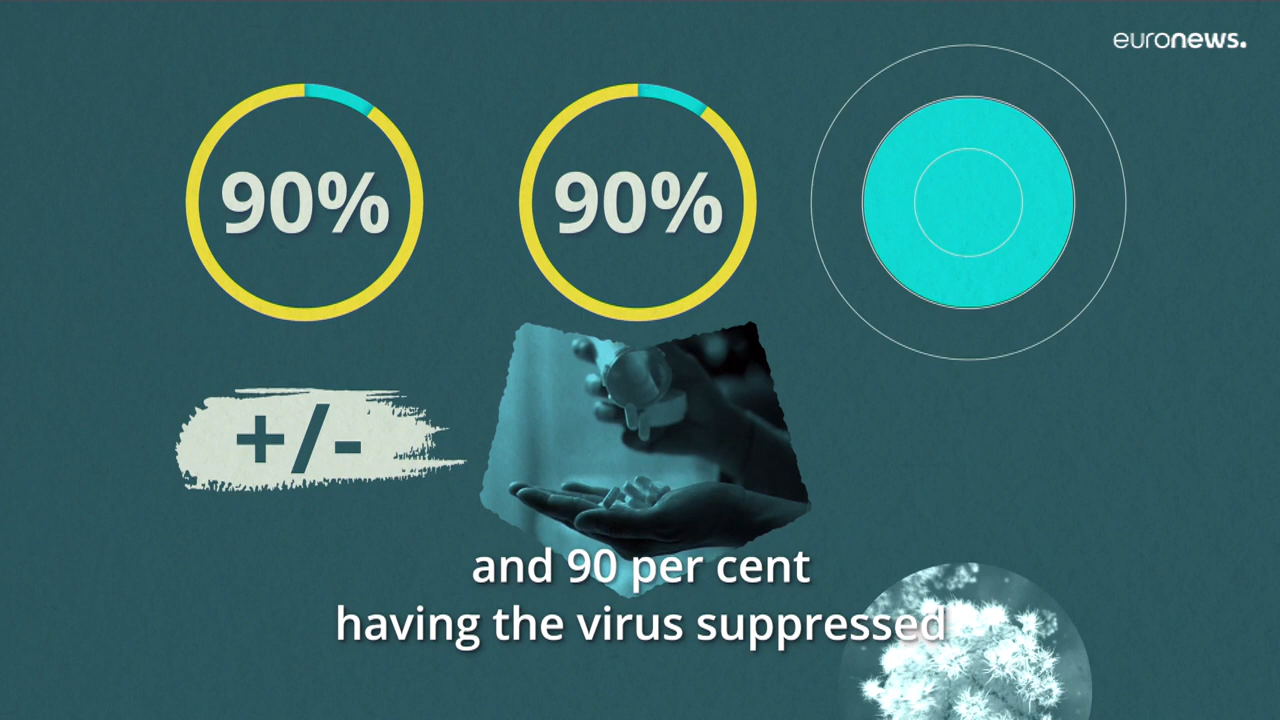 euronews.
90%
90%
+/-
and 90 per cent
having the virus suppressed